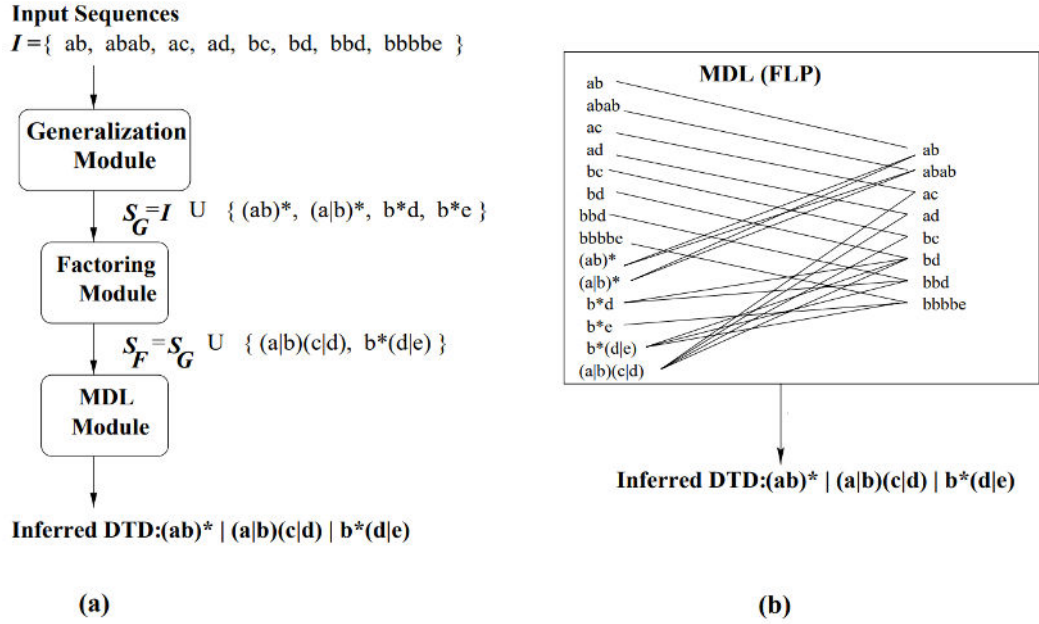 Input Sequences
I = { ab, abab, ac, ad, bc, bd, bbd, bbbbe }
Generalization
Module
S_G = I U { (ab)*, (a|b)*, b*d, b*e }
Factoring
Module
S_F = S_G U { (a|b)(c|d), b*(d|e) }
MDL
Module
Inferred DTD:(ab)* | (a|b)(c|d) | b*(d|e)
(a)
MDL (FLP)
ab
abab
ac
ad
bc
bd
bbd
bbbbe
(ab)*
(a|b)*
b*d
b*e
b*(d|e)
(a|b)(c|d)
ab
abab
ac
ad
bc
bd
bbd
bbbbe
Inferred DTD:(ab)* | (a|b)(c|d) | b*(d|e)
(b)